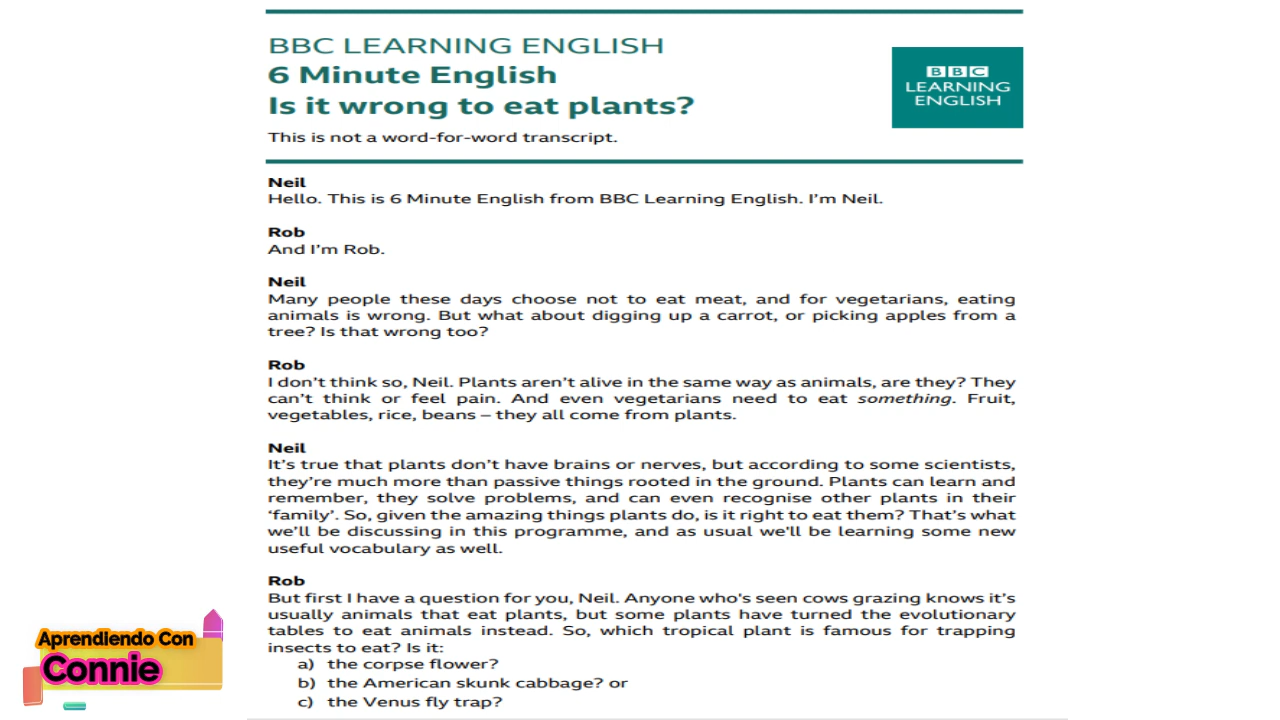 BBC LEARNING ENGLISH
6 Minute English
Is it wrong to eat plants?
This is not a word-for-word transcript.
BBC
LEARNING
ENGLISH
Neil
Hello. This is 6 Minute English from BBC Learning English. I'm Neil.
Rob
And I'm Rob.
Neil
Many people these days choose not to eat meat, and for vegetarians, eating
animals is wrong. But what about digging up a carrot, or picking apples from a
tree? Is that wrong too?
Rob
I don't think so, Neil. Plants aren't alive in the same way as animals, are they? They
can't think or feel pain. And even vegetarians need to eat something. Fruit,
vegetables, rice, beans – they all come from plants.
Neil
It's true that plants don't have brains or nerves, but according to some scientists,
they're much more than passive things rooted in the ground. Plants can learn and
remember, they solve problems, and can even recognise other plants in their
'family'. So, given the amazing things plants do, is it right to eat them? That's what
we'll be discussing in this programme, and as usual we'll be learning some new
useful vocabulary as well.
Rob
But first I have a question for you, Neil. Anyone who's seen cows grazing knows it's
usually animals that eat plants, but some plants have turned the evolutionary
tables to eat animals instead. So, which tropical plant is famous for trapping
insects to eat? Is it:
a) the corpse flower?
b) the American skunk cabbage? or
c) the Venus fly trap?
Aprendiendo Con
Connie